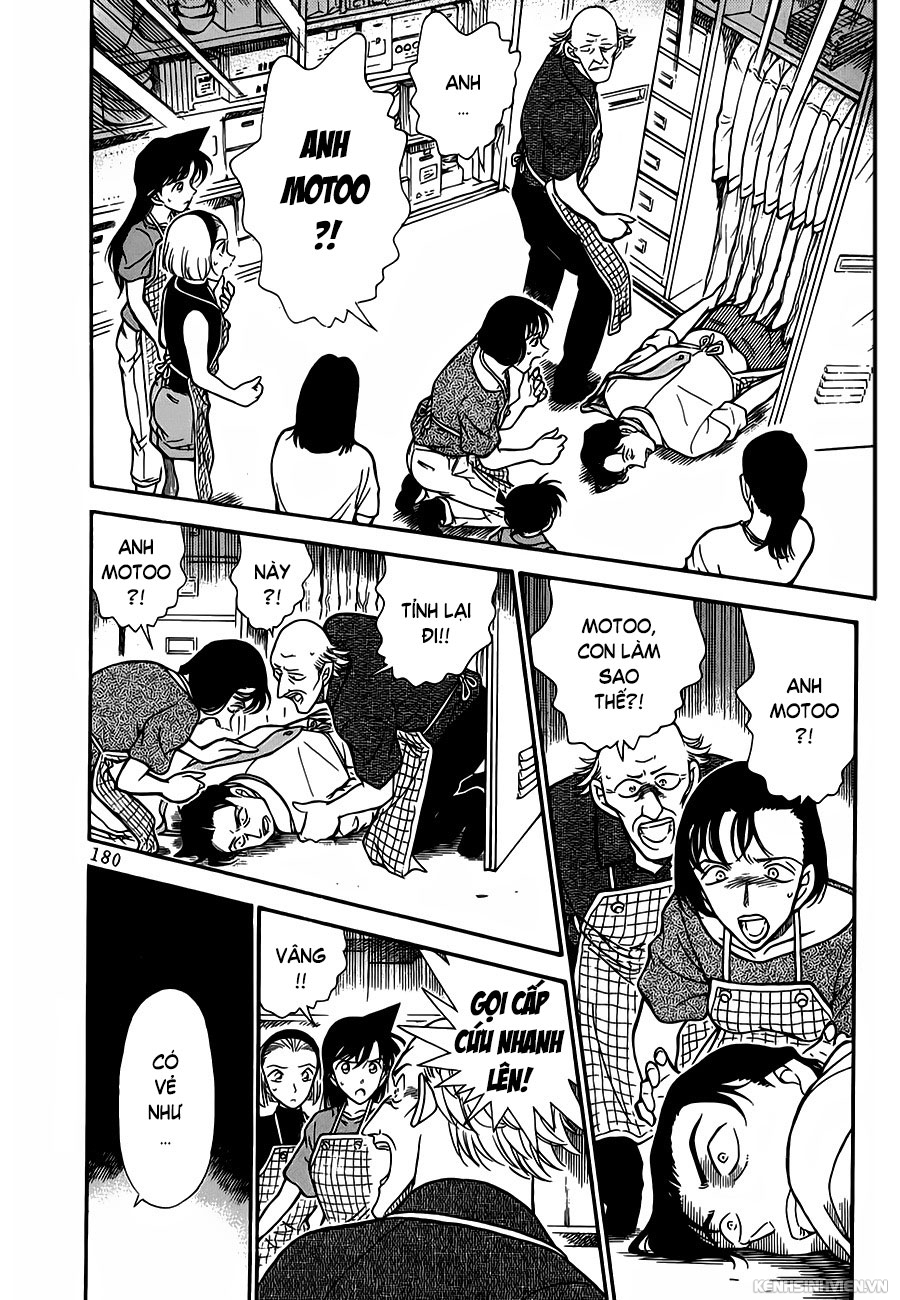 ANH
...
ANH
MOTOO
?!
MOTOO,
CON LÀM
SAO
THẾ?!
ANH
MOTOO
?!
TỈNH LẠI
ĐI!!
NÀY
?!
ANH
MOTOO
?!
180
GỌI CẤP
CỨU NHANH
LÊN!
VÂNG
!!
CÓ
VẺ
NHƯ
...
KENHSINHVIEN.VN